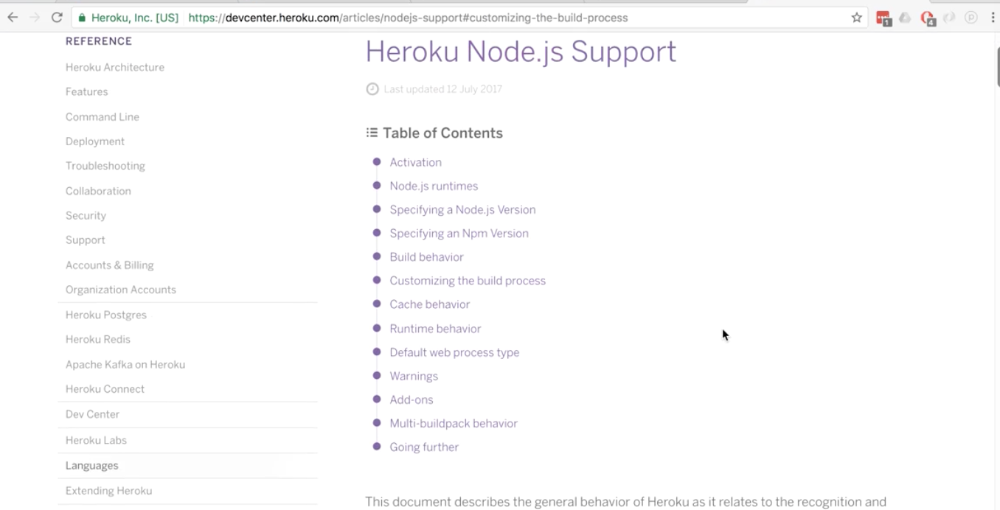 Heroku, Inc. [US] https://devcenter.heroku.com/articles/nodejs-support#customizing-the-build-process
1
4
REFERENCE
Heroku Architecture
Features
Command Line
Deployment
Troubleshooting
Collaboration
Security
Support
Accounts & Billing
Organization Accounts
Heroku Postgres
Heroku Redis
Apache Kafka on Heroku
Heroku Connect
Dev Center
Heroku Labs
Languages
Extending Heroku
Heroku Node.js Support
Last updated 12 July 2017
Table of Contents
Activation
Node.js runtimes
Specifying a Node.js Version
Specifying an Npm Version
Build behavior
Customizing the build process
Cache behavior
Runtime behavior
Default web process type
Warnings
Add-ons
Multi-buildpack behavior
Going further
This document describes the general behavior of Heroku as it relates to the recognition and